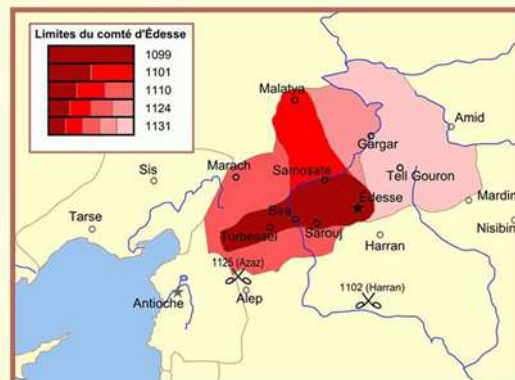 Limites du comté d'Édesse
1099
1101
1110
1124
1131
Malatya
Amid
Gargar
Sis
Marach
Samosate
Tell Gouron
Édesse
Mardin
Tarse
Bira
Turbessel
Sarouj
Nisibin
Harran
1125 (Azaz)
Antioche
Alep
1102 (Harran)